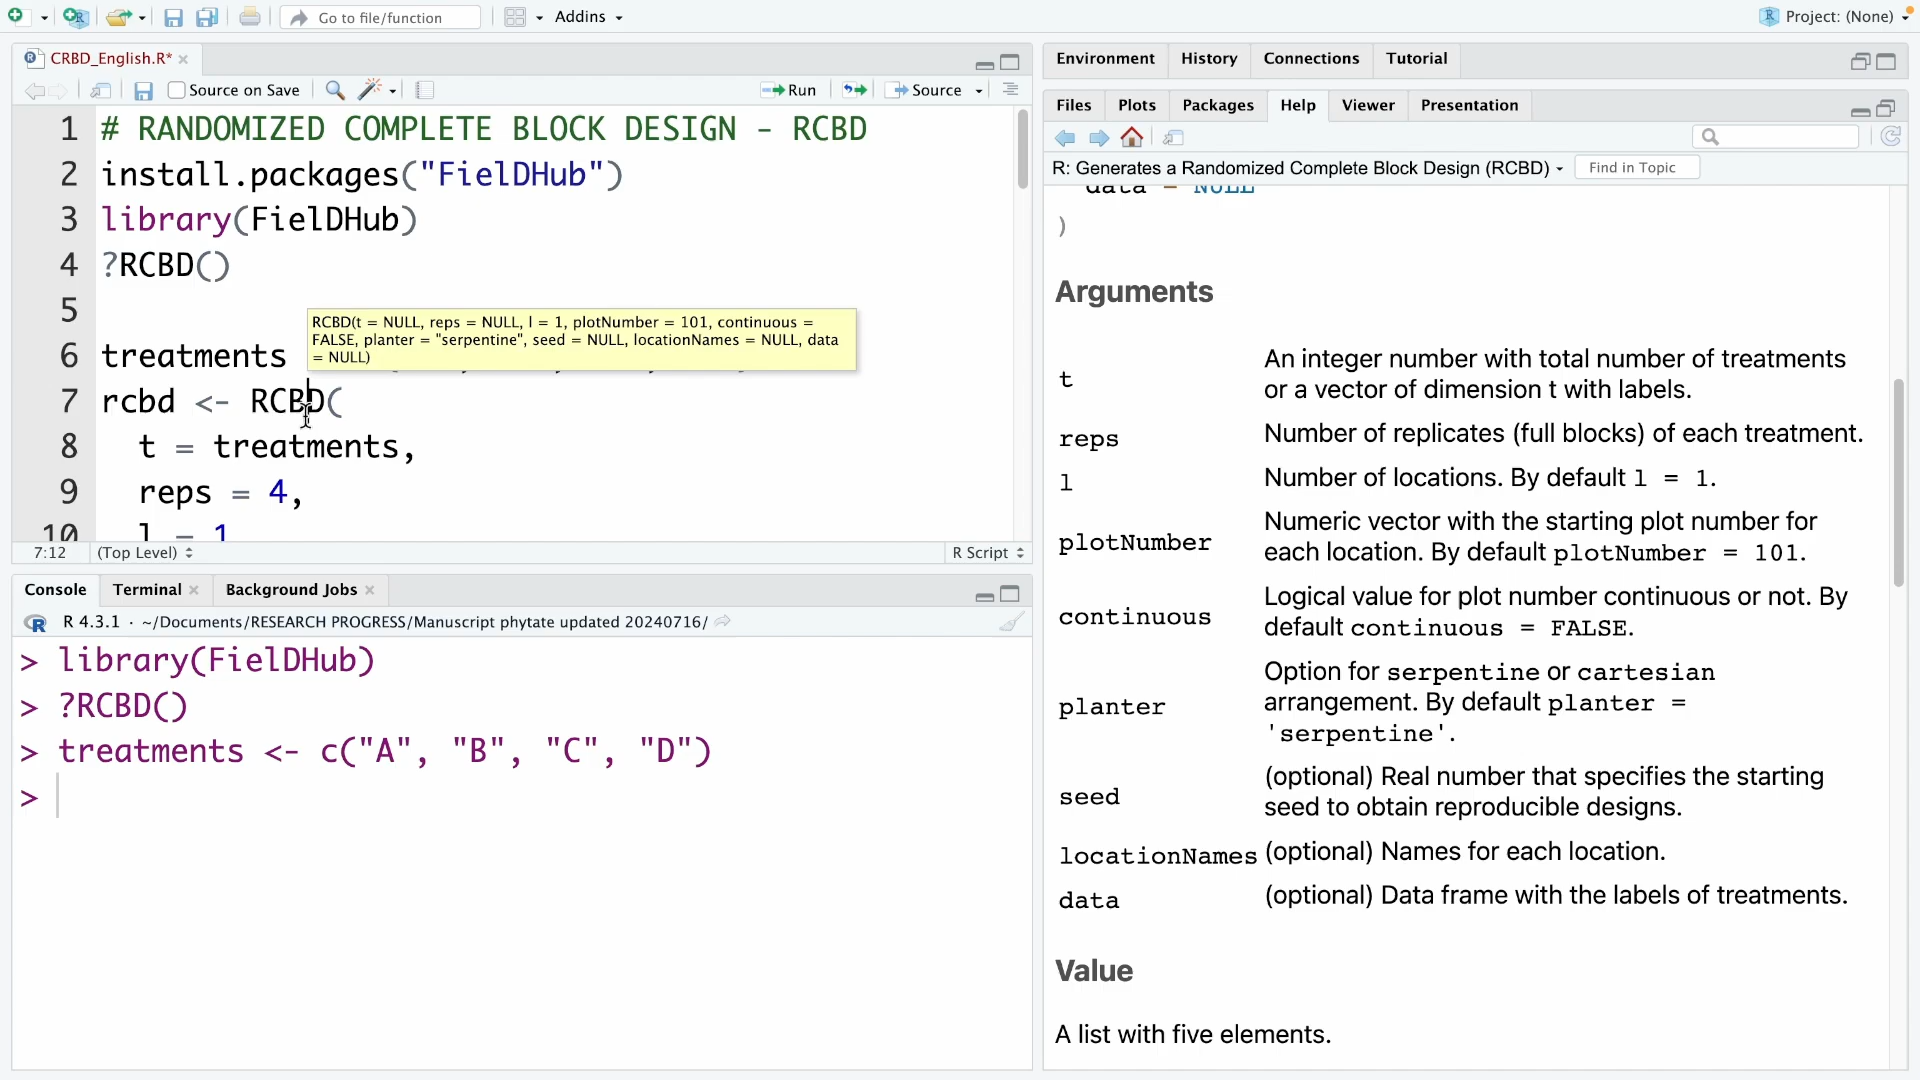 Go to file/function
Addins
Project: (None)
CRBD_English.R*
Source on Save
Run
Source
1 # RANDOMIZED COMPLETE BLOCK DESIGN - RCBD
2 install.packages("FielDHub")
3 library(FielDHub)
4 ?RCBD()
5
RCBD(t = NULL, reps = NULL, l = 1, plotNumber = 101, continuous =
FALSE, planter = "serpentine", seed = NULL, locationNames = NULL, data
= NULL)
6 treatments
7 rcbd <- RCBD(
8 t = treatments,
9 reps = 4,
10 l = 1
7:12 (Top Level) R Script
Console Terminal Background Jobs
R 4.3.1 · ~/Documents/RESEARCH PROGRESS/Manuscript phytate updated 20240716/
> library(FielDHub)
> ?RCBD()
> treatments <- c("A", "B", "C", "D")
>
Environment History Connections Tutorial
Files Plots Packages Help Viewer Presentation
R: Generates a Randomized Complete Block Design (RCBD) Find in Topic
data = NULL
)
Arguments
t An integer number with total number of treatments
or a vector of dimension t with labels.
reps Number of replicates (full blocks) of each treatment.
l Number of locations. By default l = 1.
plotNumber Numeric vector with the starting plot number for
each location. By default plotNumber = 101.
continuous Logical value for plot number continuous or not. By
default continuous = FALSE.
planter Option for serpentine or cartesian
arrangement. By default planter =
'serpentine'.
seed (optional) Real number that specifies the starting
seed to obtain reproducible designs.
locationNames (optional) Names for each location.
data (optional) Data frame with the labels of treatments.
Value
A list with five elements.